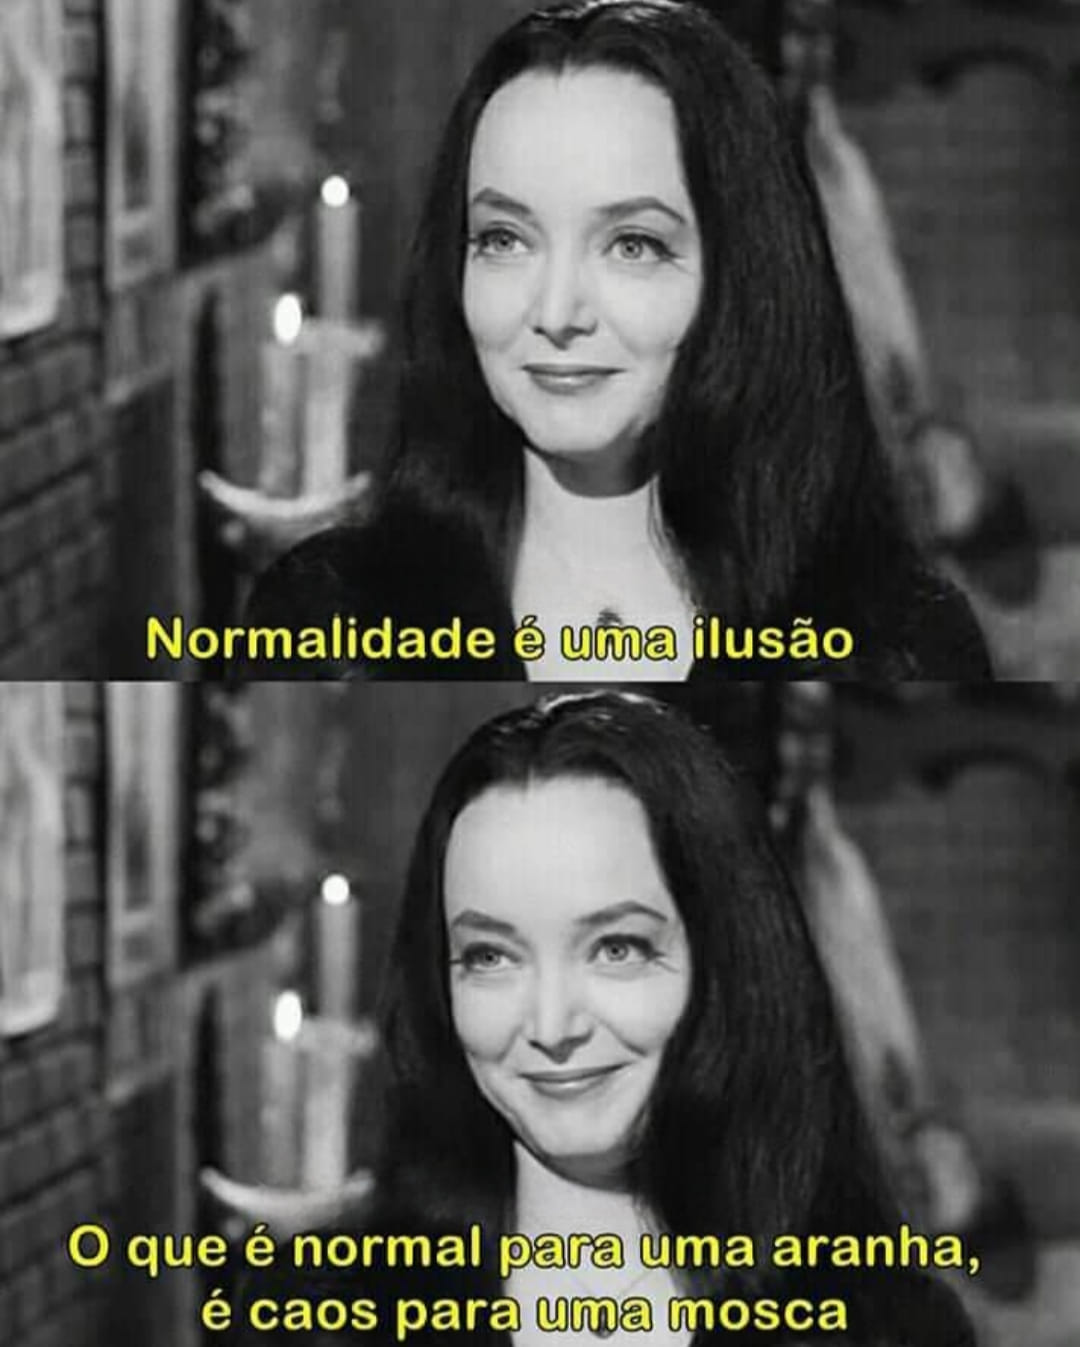 Normalidade é uma ilusão
O que é normal para uma aranha,
é caos para uma mosca